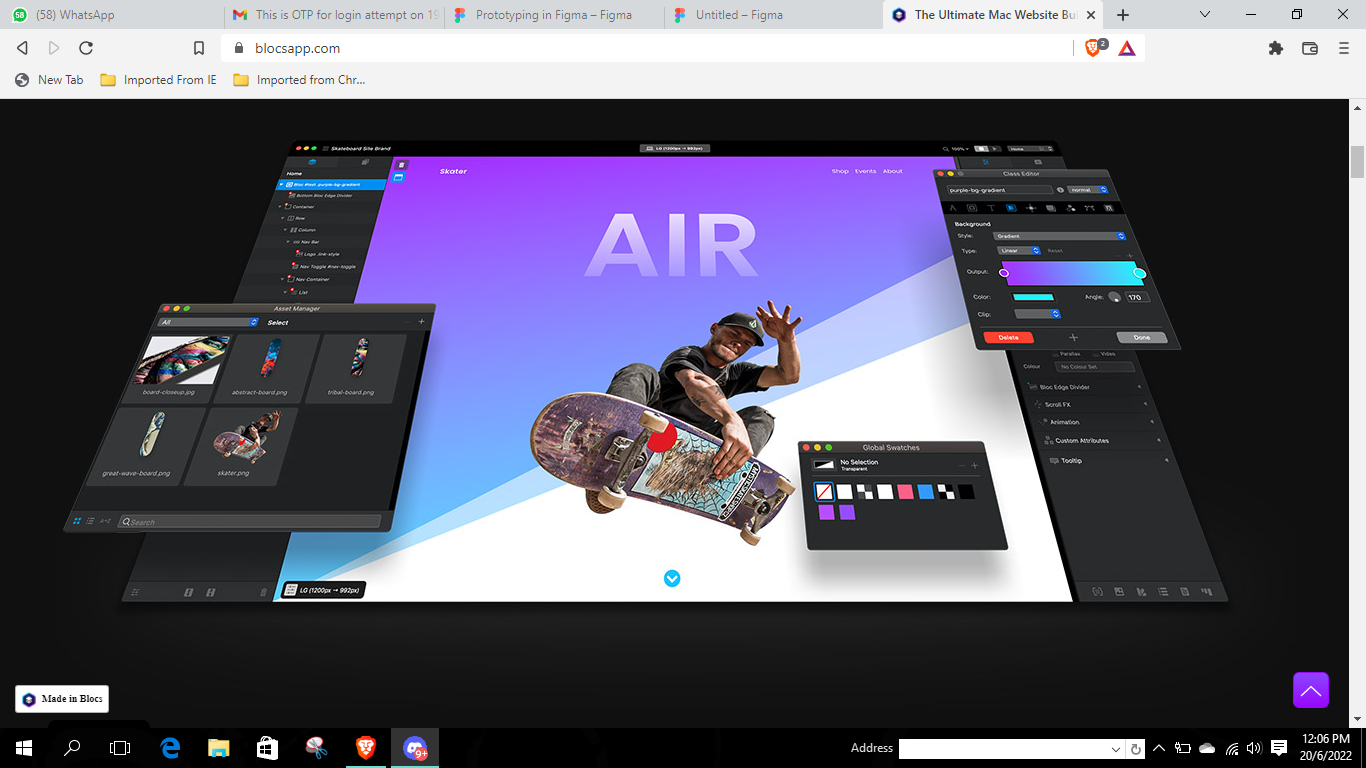 (58) WhatsApp
This is OTP for login attempt on 19
Prototyping in Figma – Figma
Untitled – Figma
The Ultimate Mac Website Bu
blocsapp.com
2
New Tab
Imported From IE
Imported from Chr...
Skateboard Site Brand
LG (1200px → 992px)
100%
Home
Home
Skater
Shop Events About
Class Editor
Bloc #test .purple-bg-gradient
Bottom Bloc Edge Divider
Container
Row
Column
Nav Bar
Logo .link-style
Nav Toggle #nav-toggle
Nav Container
List
AIR
purple-bg-gradient
normal
Background
Style:
Gradient
Type:
Linear
Reset
Output:
Color:
Angle:
170
Clip:
Delete
Done
Parallax
Video
Colour
No Colour Set
Bloc Edge Divider
Scroll FX
Animation
Custom Attributes
Tooltip
Asset Manager
All
Select
board-closeup.jpg
abstract-board.png
tribal-board.png
great-wave-board.png
skater.png
Search
Global Swatches
No Selection
Transparent
LG (1200px → 992px)
Made in Blocs
9+
Address
12:06 PM
20/6/2022